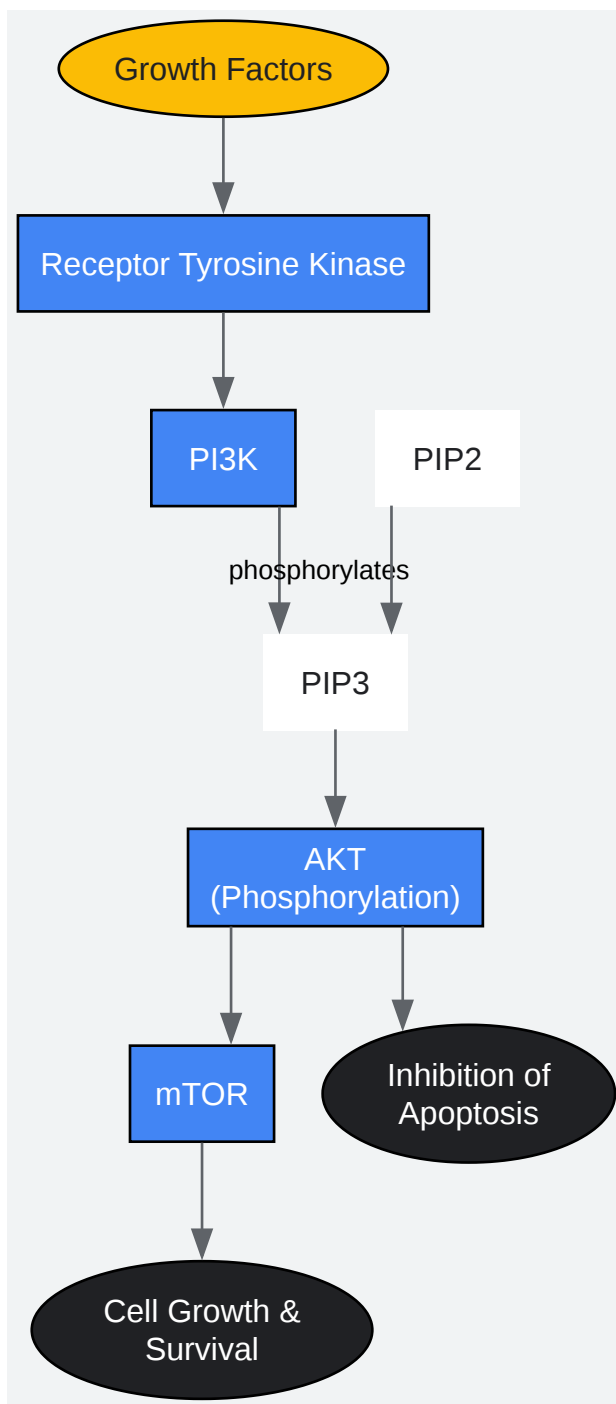 Growth Factors
Receptor Tyrosine Kinase
PI3K
PIP2
phosphorylates
PIP3
AKT
(Phosphorylation)
mTOR
Inhibition of
Apoptosis
Cell Growth &
Survival